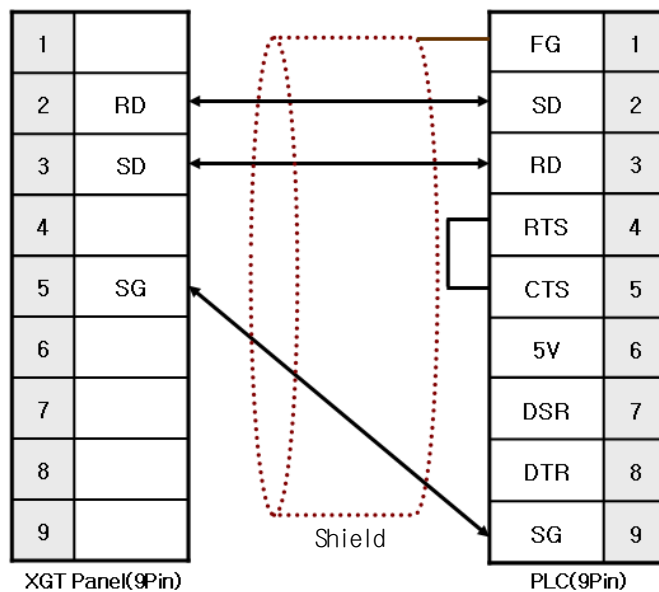 1 FG 1
2 RD SD 2
3 SD RD 3
4 RTS 4
5 SG CTS 5
6 5V 6
7 DSR 7
8 DTR 8
9 SG 9
Shield
XGT Panel(9Pin) PLC(9Pin)